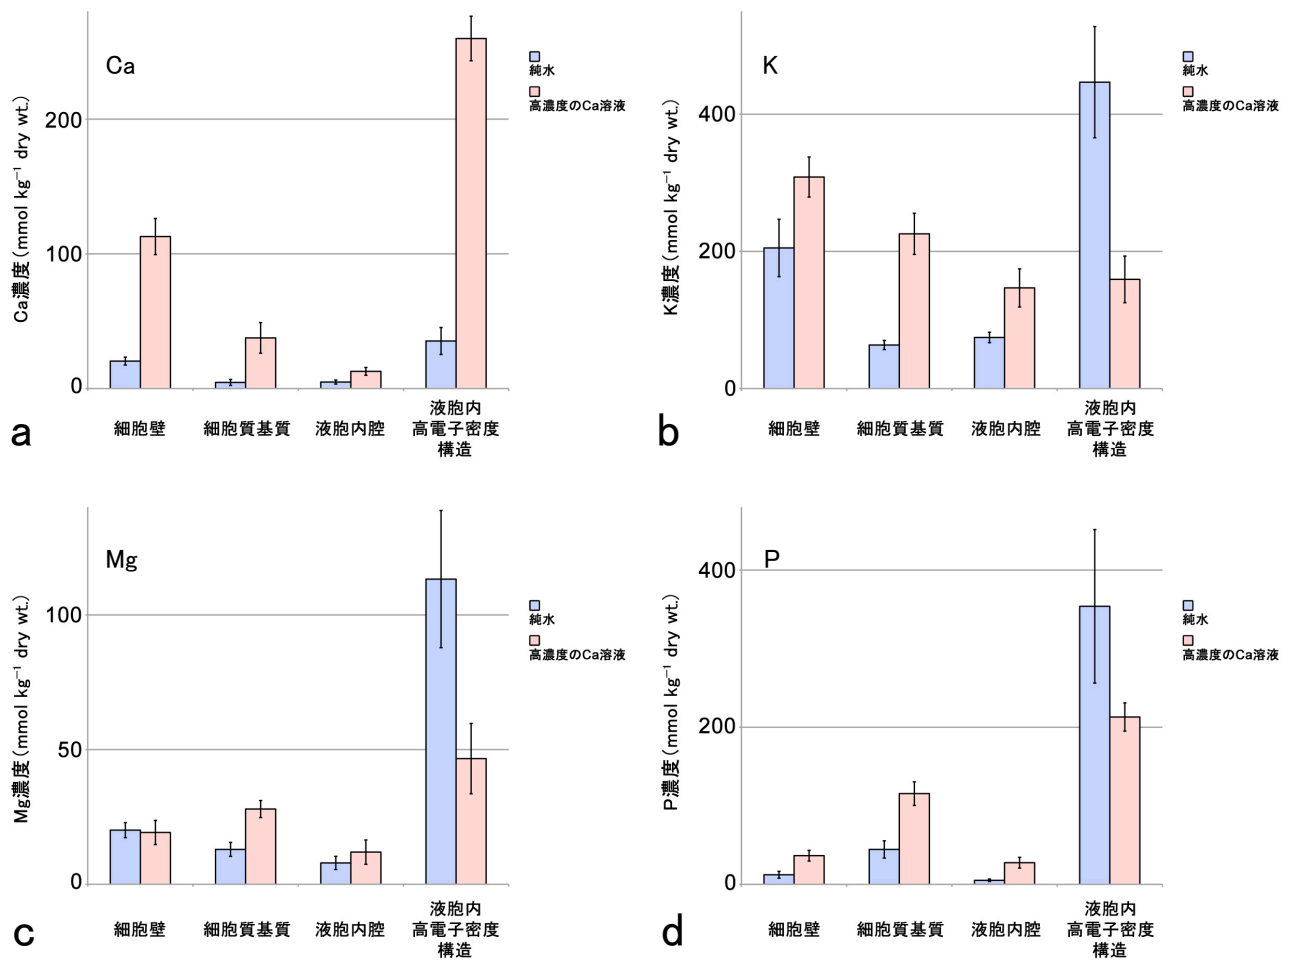 Ca
Ca濃度(mmol kg⁻¹ dry wt.)
200
100
0
純水
高濃度のCa溶液
細胞壁
細胞質基質
液胞内腔
液胞内
高電子密度
構造
a
K
K濃度(mmol kg⁻¹ dry wt.)
400
200
0
純水
高濃度のCa溶液
細胞壁
細胞質基質
液胞内腔
液胞内
高電子密度
構造
b
Mg
Mg濃度(mmol kg⁻¹ dry wt.)
100
50
0
純水
高濃度のCa溶液
細胞壁
細胞質基質
液胞内腔
液胞内
高電子密度
構造
c
P
P濃度(mmol kg⁻¹ dry wt.)
400
200
0
純水
高濃度のCa溶液
細胞壁
細胞質基質
液胞内腔
液胞内
高電子密度
構造
d